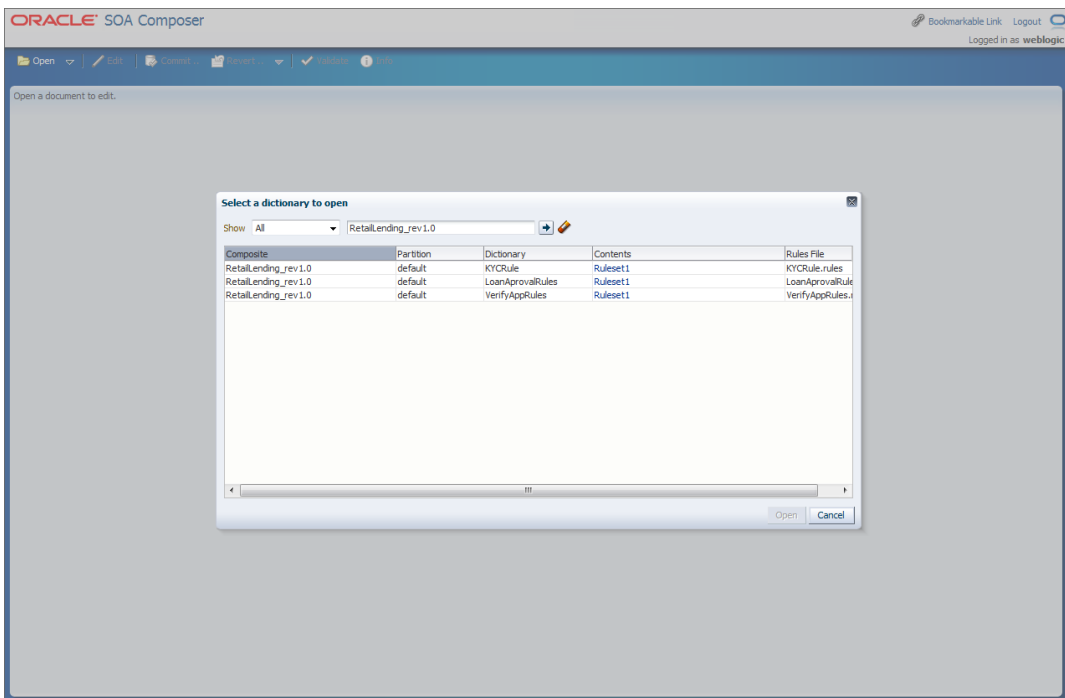 ORACLE SOA Composer
Bookmarkable Link Logout
Logged in as weblogic
Open Edit Commit... Revert... Validate Info
Open a document to edit.
Select a dictionary to open
Show All RetailLending_rev1.0
Composite Partition Dictionary Contents Rules File
RetailLending_rev1.0 default KYCRule Ruleset1 KYCRule.rules
RetailLending_rev1.0 default LoanAprovalRules Ruleset1 LoanAprovalRule
RetailLending_rev1.0 default VerifyAppRules Ruleset1 VerifyAppRules.r
Open Cancel